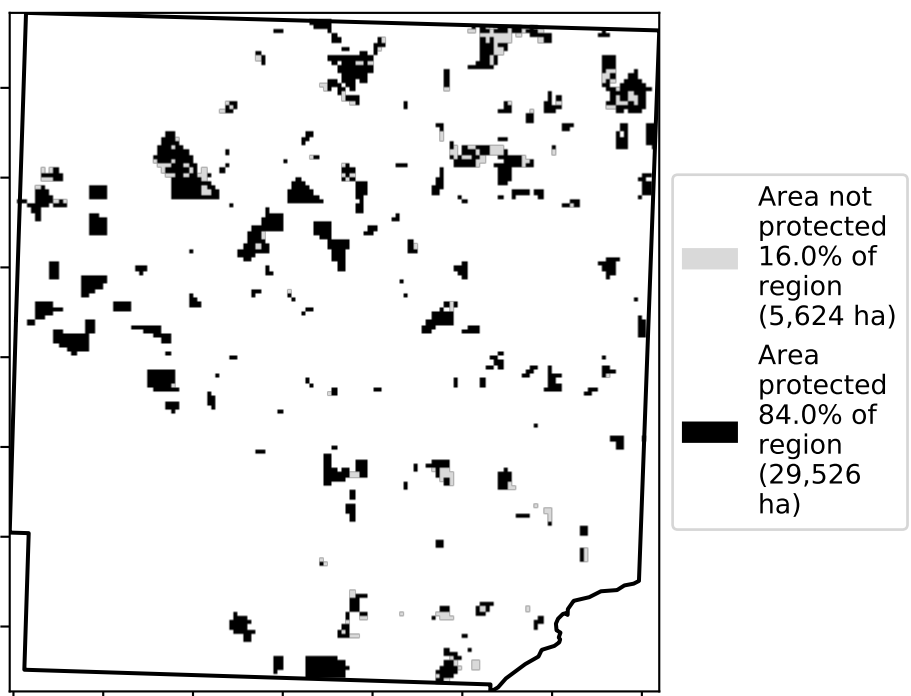 Area not
protected
16.0% of
region
(5,624 ha)
Area
protected
84.0% of
region
(29,526
ha)